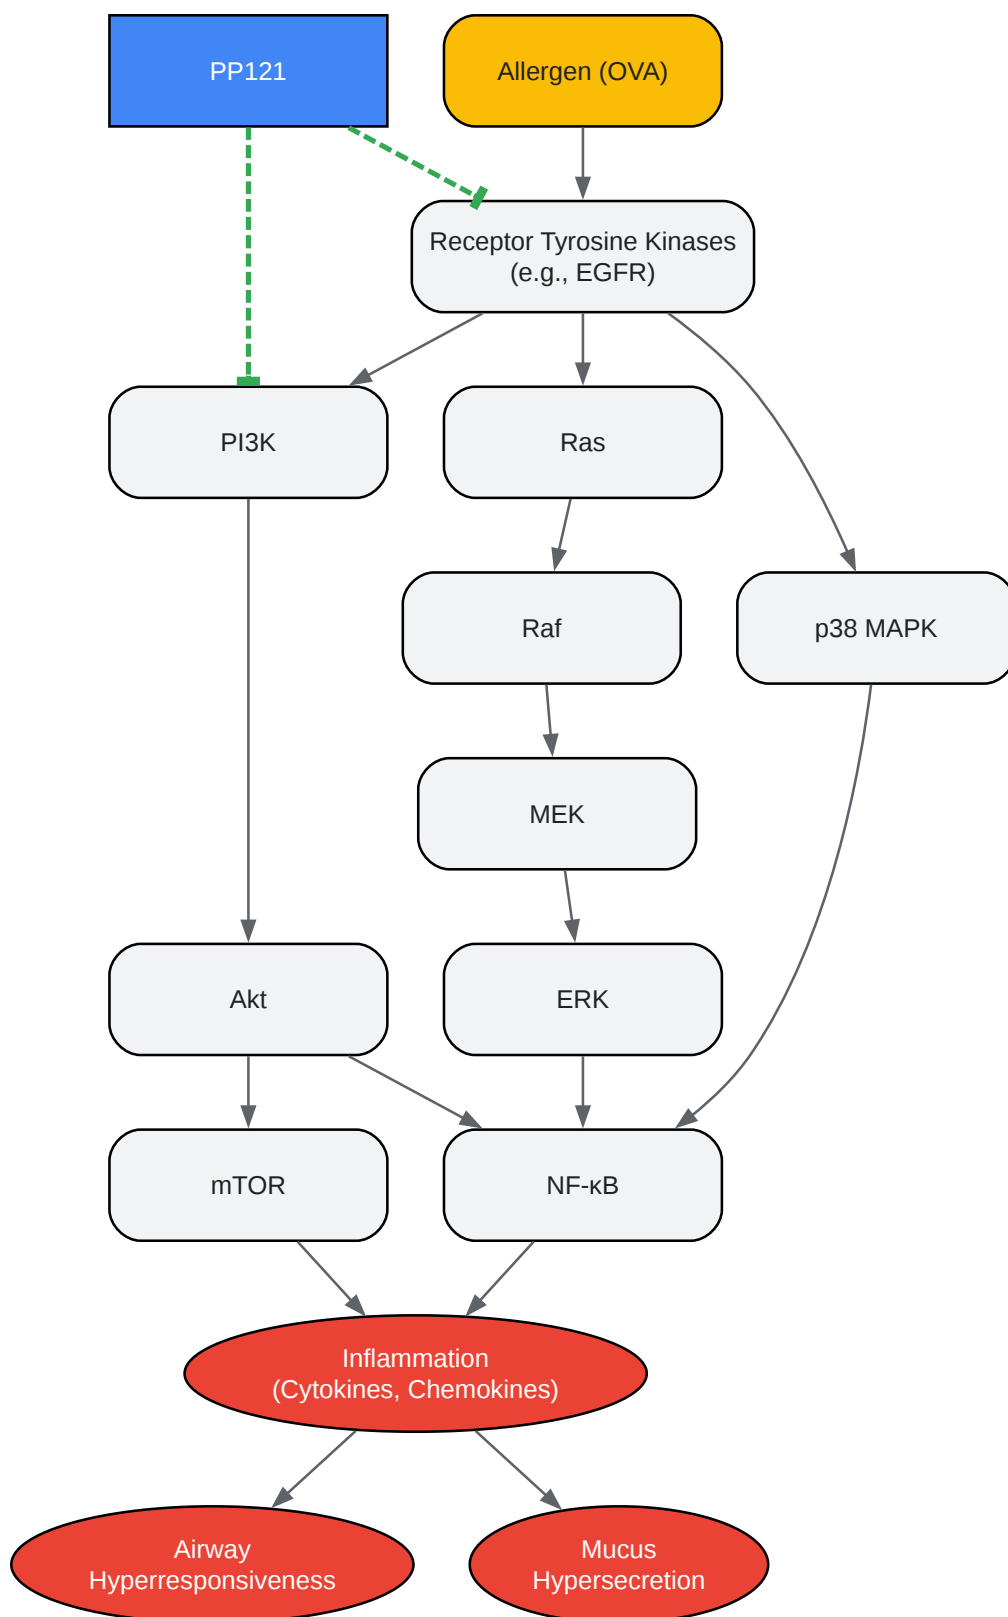 PP121
Allergen (OVA)
Receptor Tyrosine Kinases
(e.g., EGFR)
PI3K
Ras
Raf
p38 MAPK
MEK
Akt
ERK
mTOR
NF-κB
Inflammation
(Cytokines, Chemokines)
Airway
Hyperresponsiveness
Mucus
Hypersecretion